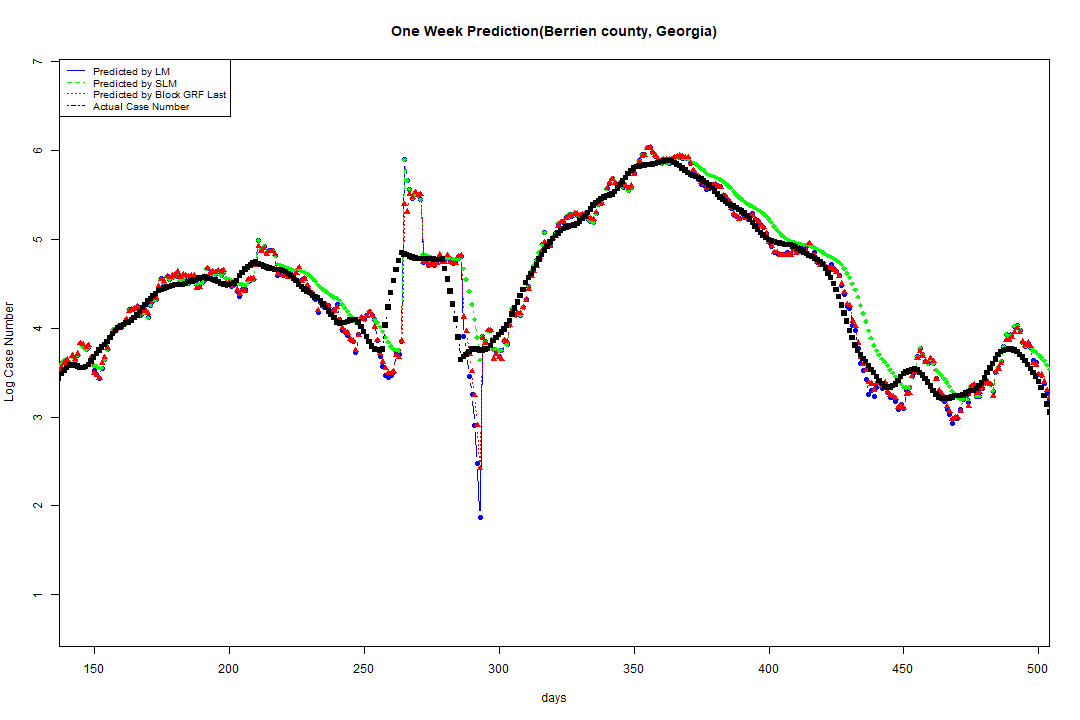 One Week Prediction(Berrien county, Georgia)
7
Predicted by LM
Predicted by SLM
Predicted by Block GRF Last
Actual Case Number
6
5
4
3
2
1
Log Case Number
150 200 250 300 350 400 450 500
days